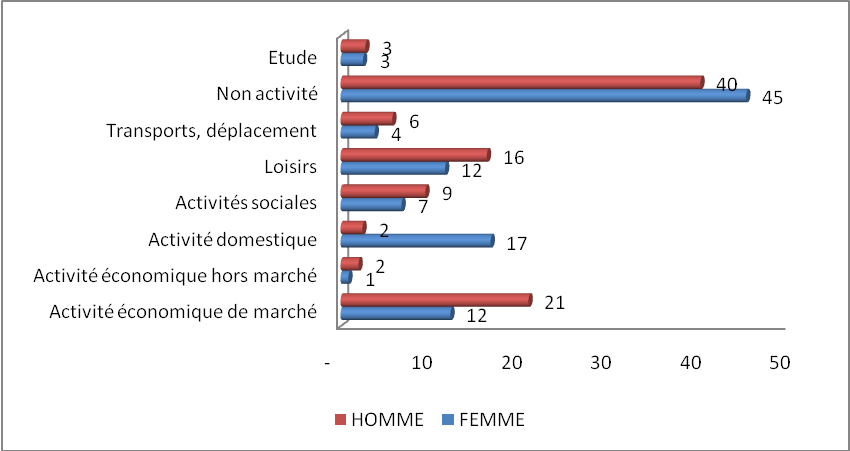 Etude 3 3
Non activité 40 45
Transports, déplacement 6 4
Loisirs 16 12
Activités sociales 9 7
Activité domestique 2 17
Activité économique hors marché 2 1
Activité économique de marché 21 12
- 10 20 30 40 50
HOMME FEMME